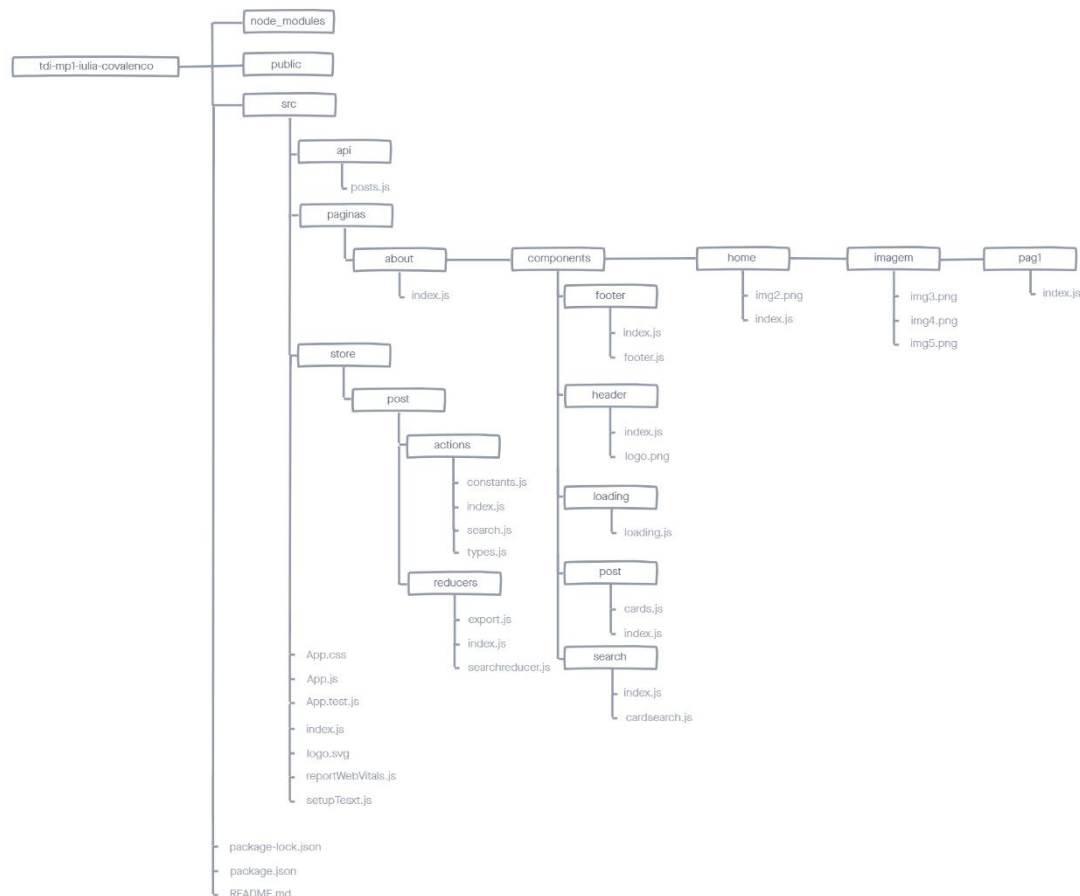 node_modules
tdi-mp1-iulia-covalenco
public
src
api
posts.js
paginas
about
components
home
imagem
pag1
index.js
img2.png
index.js
img3.png
img4.png
img5.png
index.js
footer
index.js
footer.js
header
index.js
logo.png
loading
loading.js
post
cards.js
index.js
search
index.js
cardsearch.js
store
post
actions
constants.js
index.js
search.js
types.js
reducers
export.js
index.js
searchreducer.js
App.css
App.js
App.test.js
index.js
logo.svg
reportWebVitals.js
setupTesxt.js
package-lock.json
package.json
README.md